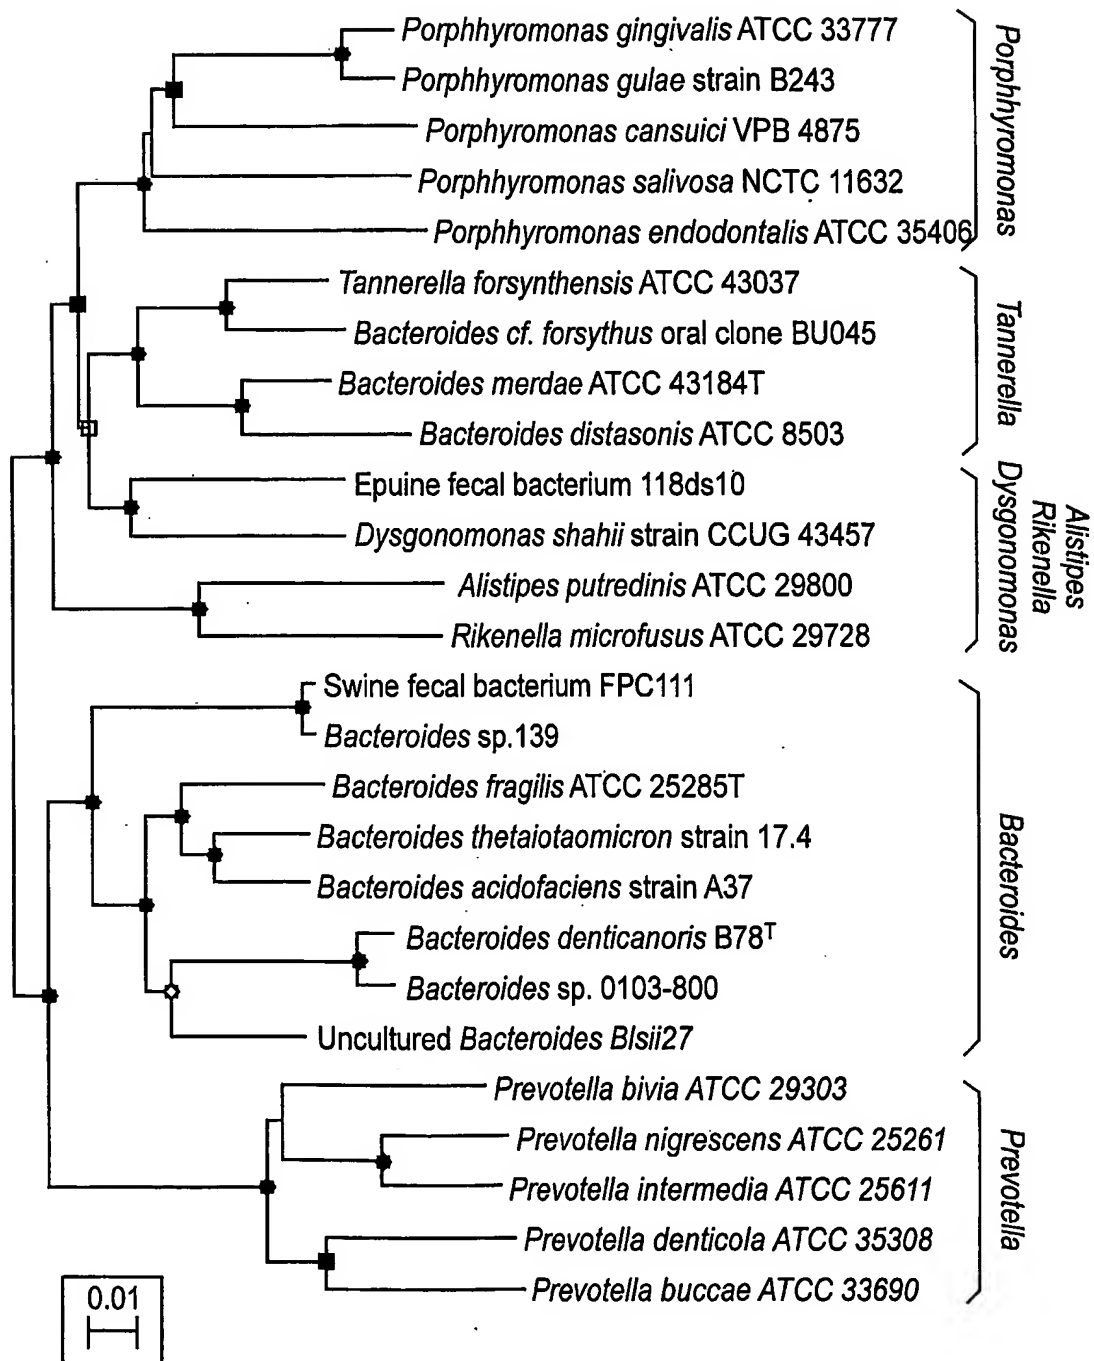 Porphhyromonas gingivalis ATCC 33777
Porphhyromonas gulae strain B243
Porphyromonas cansuici VPB 4875
Porphhyromonas salivosa NCTC 11632
Porphhyromonas endodontalis ATCC 35406
Porphhyromonas
Tannerella forsynthensis ATCC 43037
Bacteroides cf. forsythus oral clone BU045
Bacteroides merdae ATCC 43184T
Bacteroides distasonis ATCC 8503
Tannerella
Epuine fecal bacterium 118ds10
Dysgonomonas shahii strain CCUG 43457
Alistipes putredinis ATCC 29800
Rikenella microfusus ATCC 29728
Alistipes
Rikenella
Dysgonomonas
Swine fecal bacterium FPC111
Bacteroides sp.139
Bacteroides fragilis ATCC 25285T
Bacteroides thetaiotaomicron strain 17.4
Bacteroides acidofaciens strain A37
Bacteroides denticanoris B78ᵀ
Bacteroides sp. 0103-800
Uncultured Bacteroides Blsii27
Bacteroides
Prevotella bivia ATCC 29303
Prevotella nigrescens ATCC 25261
Prevotella intermedia ATCC 25611
Prevotella denticola ATCC 35308
Prevotella buccae ATCC 33690
Prevotella
0.01